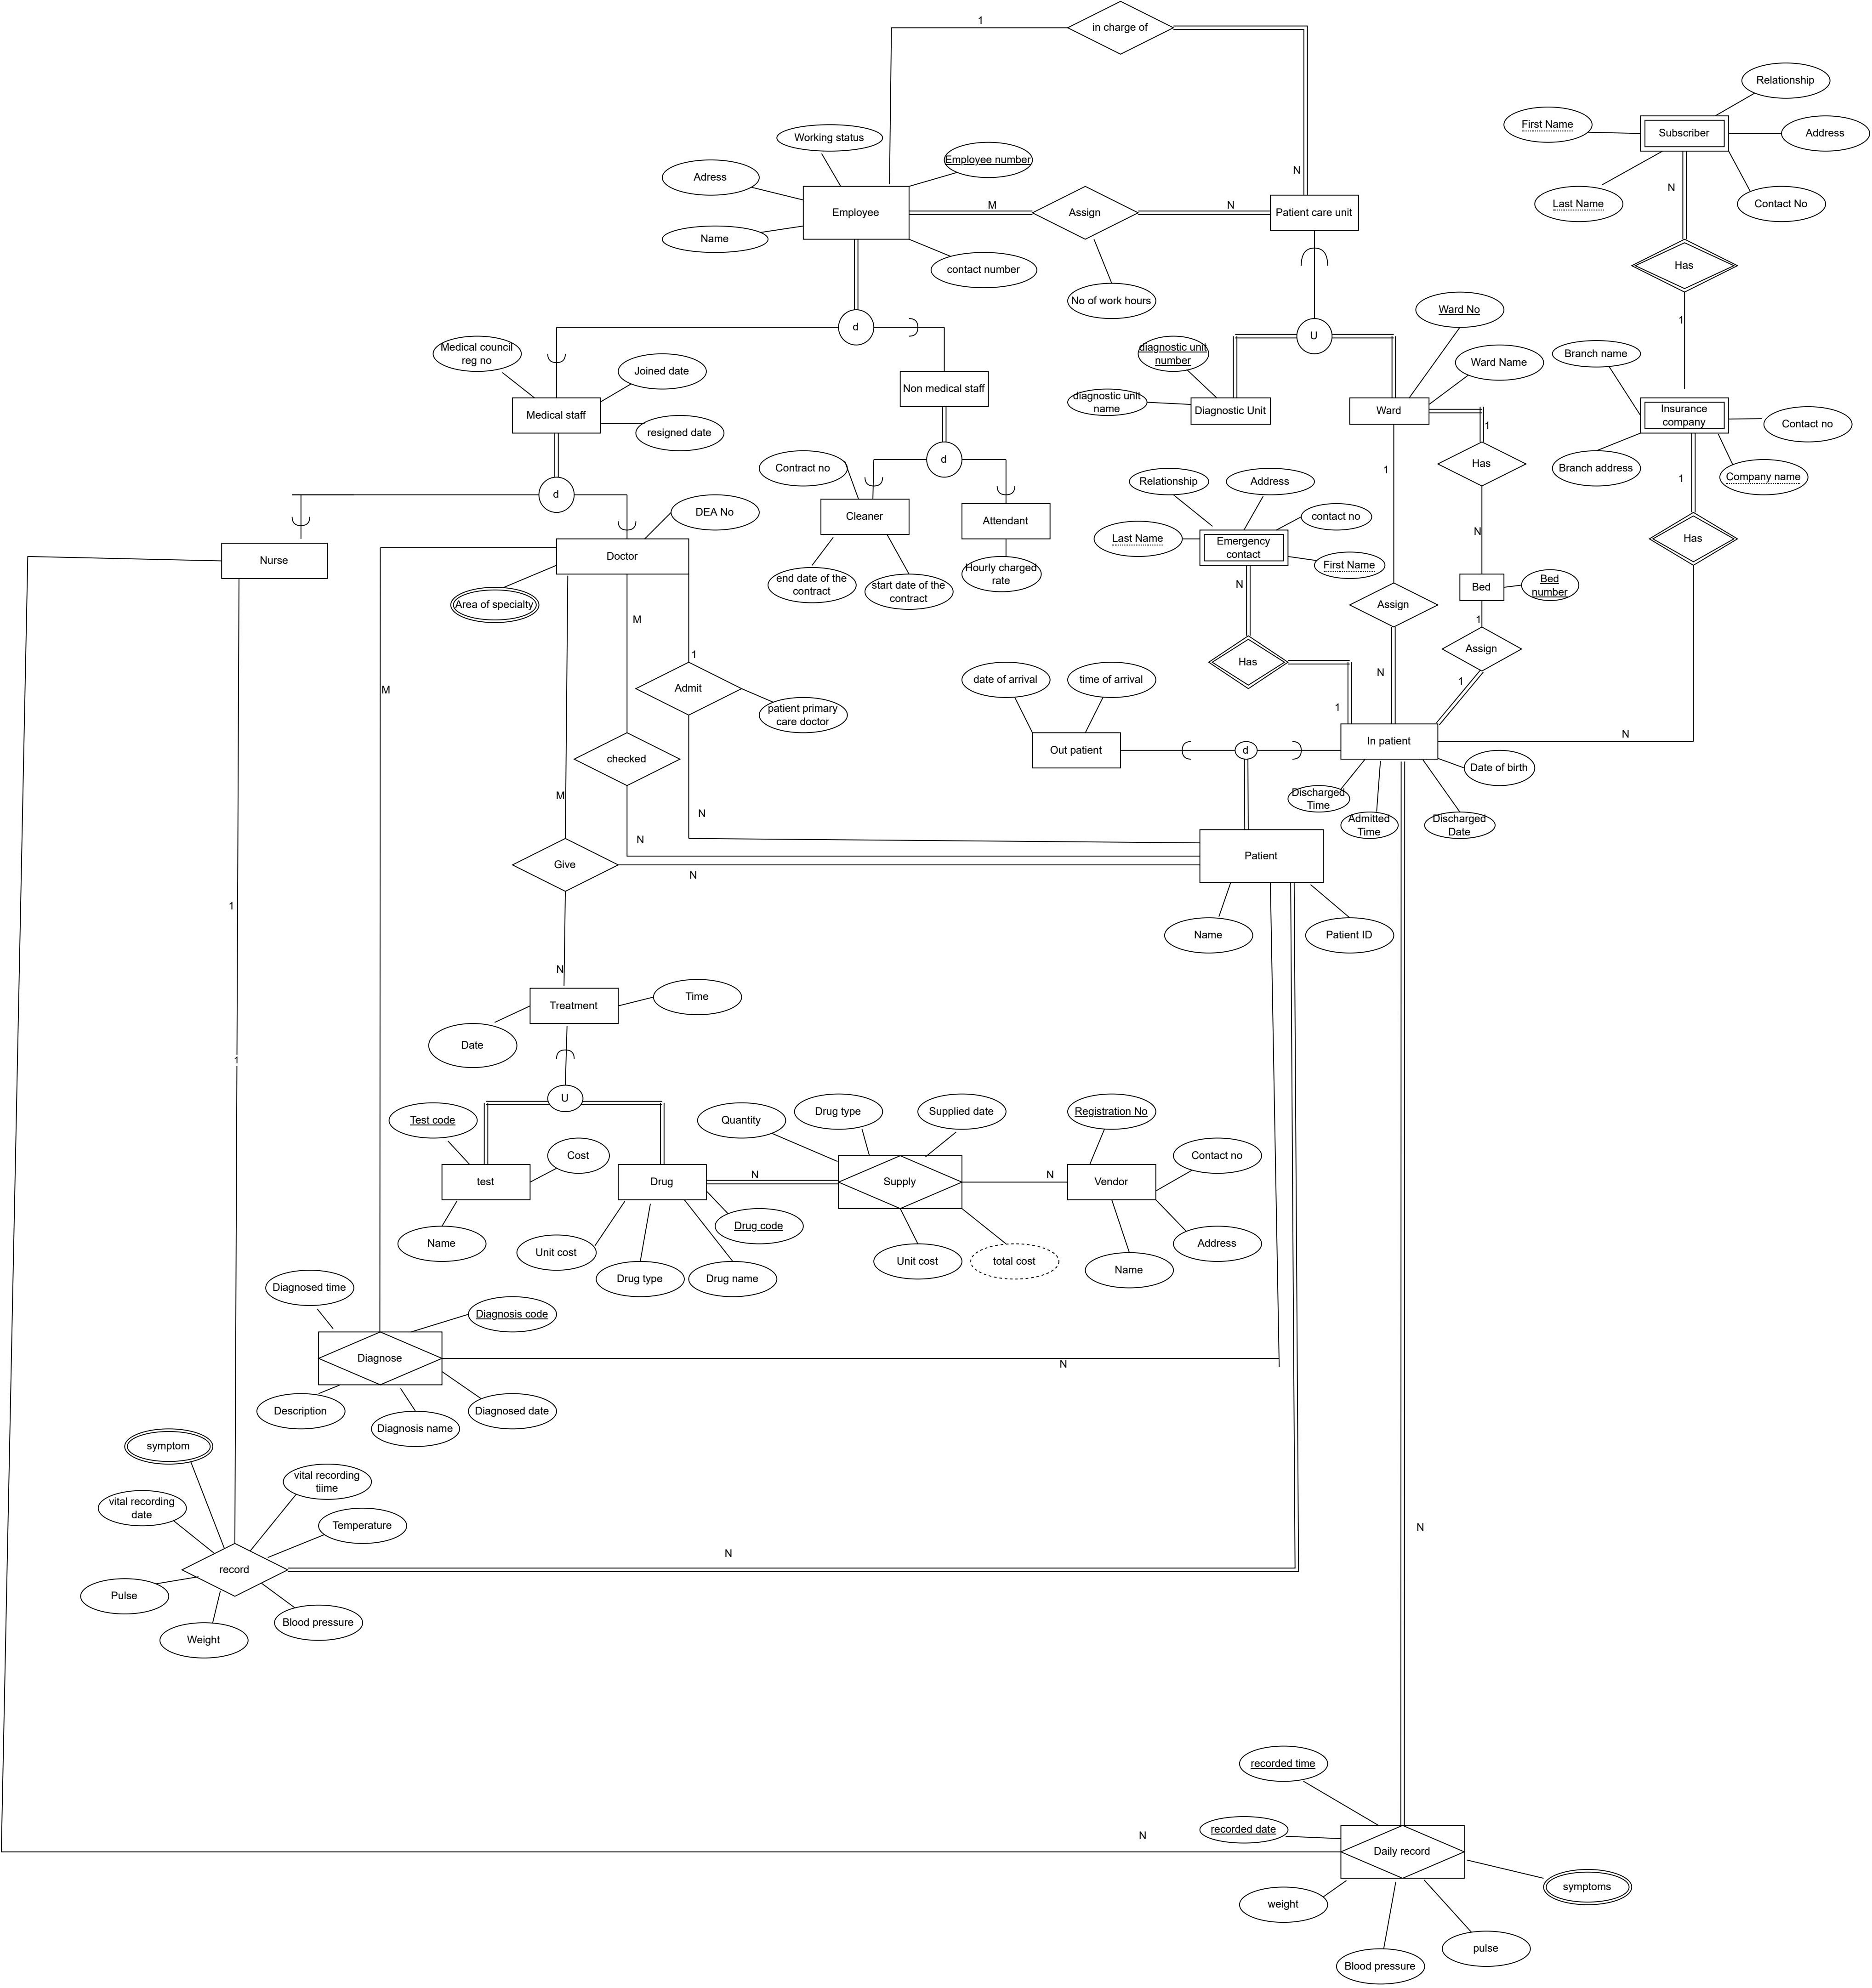 1
in charge of
Relationship
First Name
Subscriber
Address
Working status
Employee number
Adress
N
N
Last Name
Contact No
Employee
M
Assign
N
Patient care unit
Name
contact number
Has
No of work hours
Ward No
d
1
U
Medical council
reg no
diagnostic unit
number
Branch name
Joined date
Ward Name
Non medical staff
diagnostic unit
name
Medical staff
Diagnostic Unit
Ward
Insurance
company
Contact no
resigned date
1
d
Contract no
1
Has
Branch address
Company name
1
Relationship
Address
d
DEA No
Cleaner
Attendant
contact no
N
Last Name
Emergency
contact
Has
Nurse
Doctor
First Name
Hourly charged
rate
end date of the
contract
start date of the
contract
N
Bed
Bed
number
Area of specialty
Assign
M
1
Assign
1
Has
N
date of arrival
time of arrival
1
M
Admit
patient primary
care doctor
1
N
Out patient
d
In patient
checked
Date of birth
M
Discharged
Time
N
Admitted
Time
Discharged
Date
N
Patient
Give
N
1
Name
Patient ID
N
Time
Treatment
Date
1
U
Test code
Quantity
Drug type
Supplied date
Registration No
Cost
Contact no
test
Drug
N
Supply
N
Vendor
Drug code
Name
Unit cost
Unit cost
total cost
Address
Drug type
Drug name
Name
Diagnosed time
Diagnosis code
Diagnose
N
Description
Diagnosed date
Diagnosis name
symptom
vital recording
tiime
vital recording
date
Temperature
N
N
record
Pulse
Blood pressure
Weight
recorded time
recorded date
N
Daily record
symptoms
weight
pulse
Blood pressure